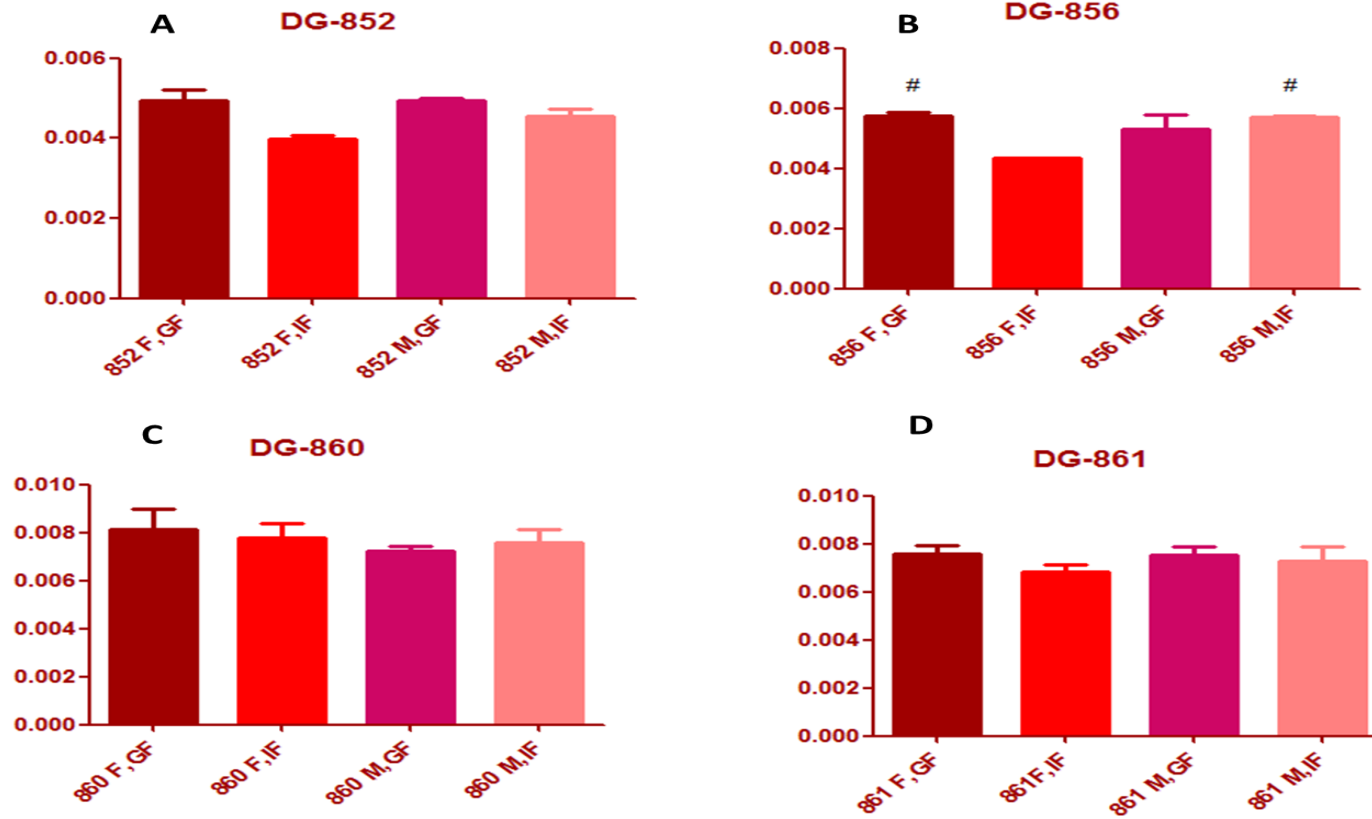 A
DG-852
0.006
0.004
0.002
0.000
852 F,GF
852 F,IF
852 M,GF
852 M,IF
B
DG-856
0.008
#
#
0.006
0.004
0.002
0.000
856 F,GF
856 F,IF
856 M,GF
856 M,IF
C
DG-860
0.010
0.008
0.006
0.004
0.002
0.000
860 F,GF
860 F,IF
860 M,GF
860 M,IF
D
DG-861
0.010
0.008
0.006
0.004
0.002
0.000
861 F,GF
861F,IF
861 M,GF
861 M,IF